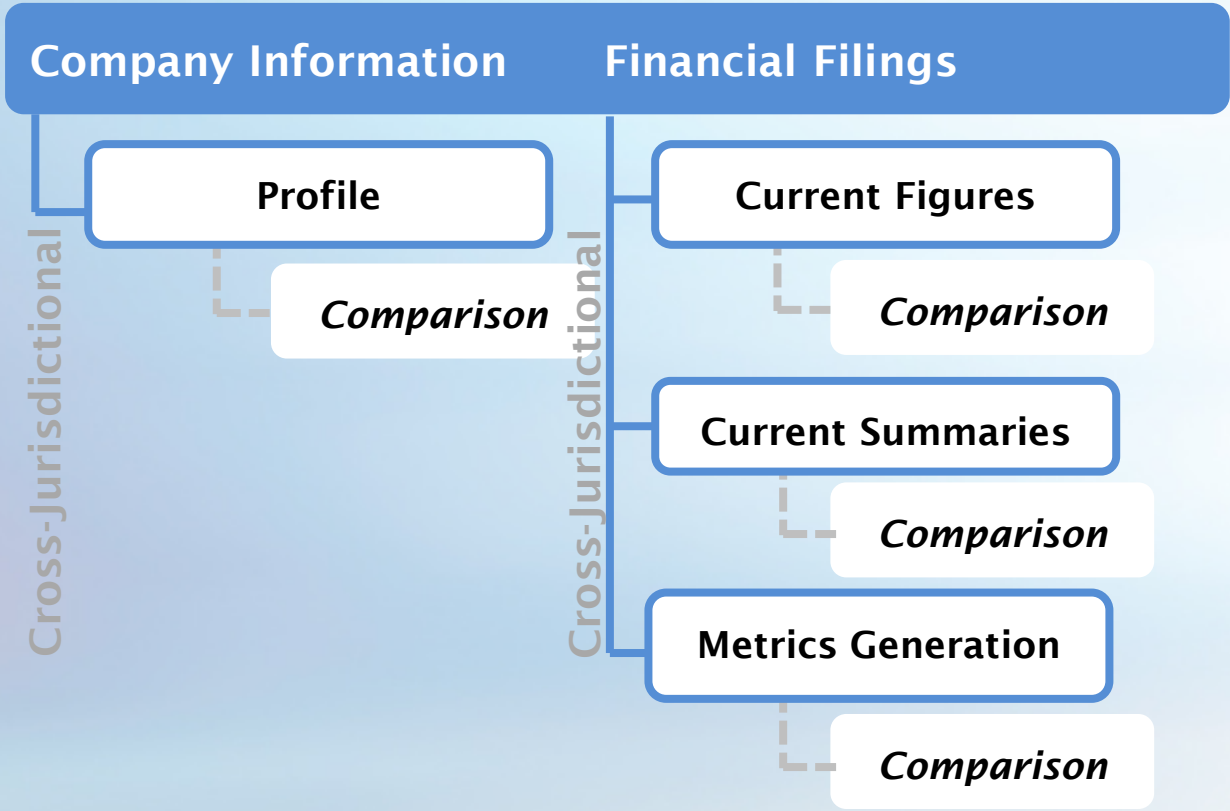 Company Information
Financial Filings
Cross-Jurisdictional
Profile
Comparison
Cross-Jurisdictional
Current Figures
Comparison
Current Summaries
Comparison
Metrics Generation
Comparison